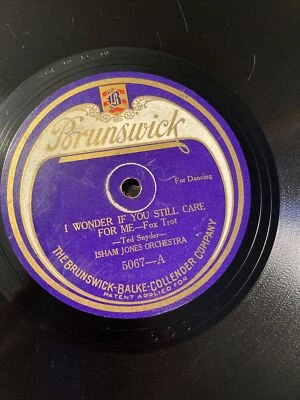 B
Brunswick
For Dancing
I WONDER IF YOU STILL CARE
FOR ME—Fox Trot
—Ted Snyder—
ISHAM JONES ORCHESTRA
5067—A
THE BRUNSWICK-BALKE-COLLENDER COMPANY
PATENT APPLIED FOR